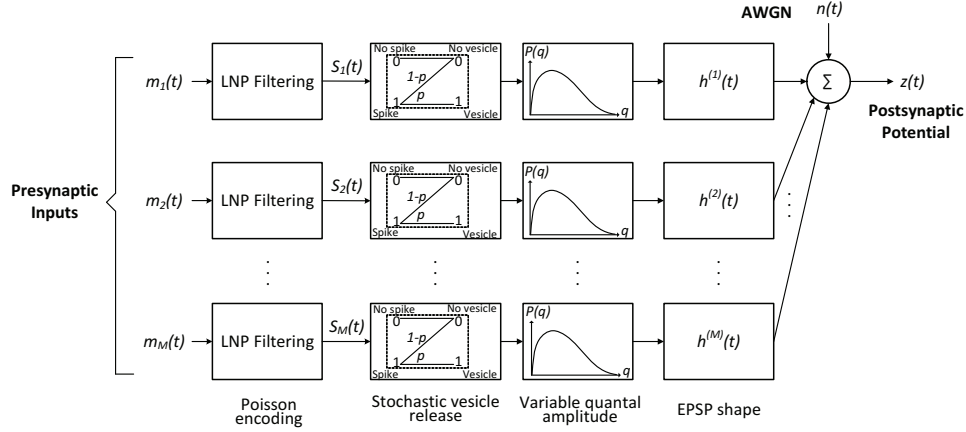 AWGN
n(t)
Presynaptic
Inputs
m1(t)
LNP Filtering
S1(t)
No spike
No vesicle
0
0
1-p
p
1
1
Spike
Vesicle
P(q)
q
h(1)(t)
Σ
z(t)
Postsynaptic
Potential
m2(t)
LNP Filtering
S2(t)
No spike
No vesicle
0
0
1-p
p
1
1
Spike
Vesicle
P(q)
q
h(2)(t)
mM(t)
LNP Filtering
SM(t)
No spike
No vesicle
0
0
1-p
p
1
1
Spike
Vesicle
P(q)
q
h(M)(t)
Poisson
encoding
Stochastic vesicle
release
Variable quantal
amplitude
EPSP shape